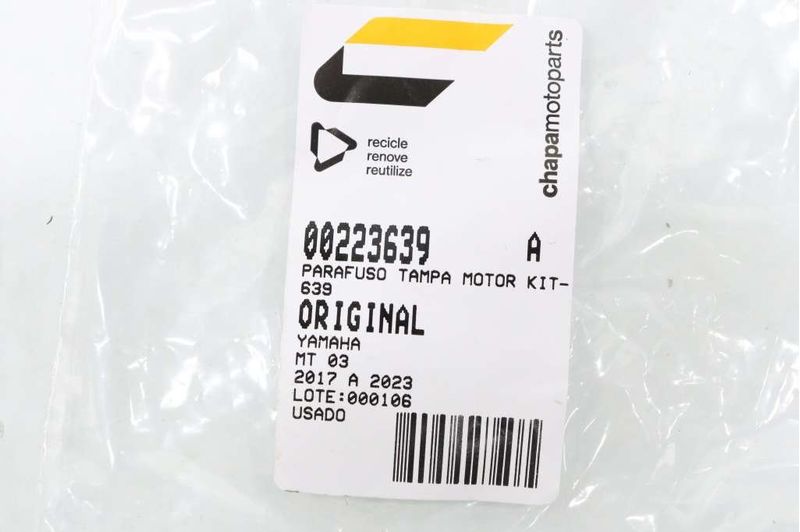 chapamotoparts
recicle
renove
reutilize
00223639 A
PARAFUSO TAMPA MOTOR KIT-
639
ORIGINAL
YAMAHA
MT 03
2017 A 2023
LOTE:000106
USADO